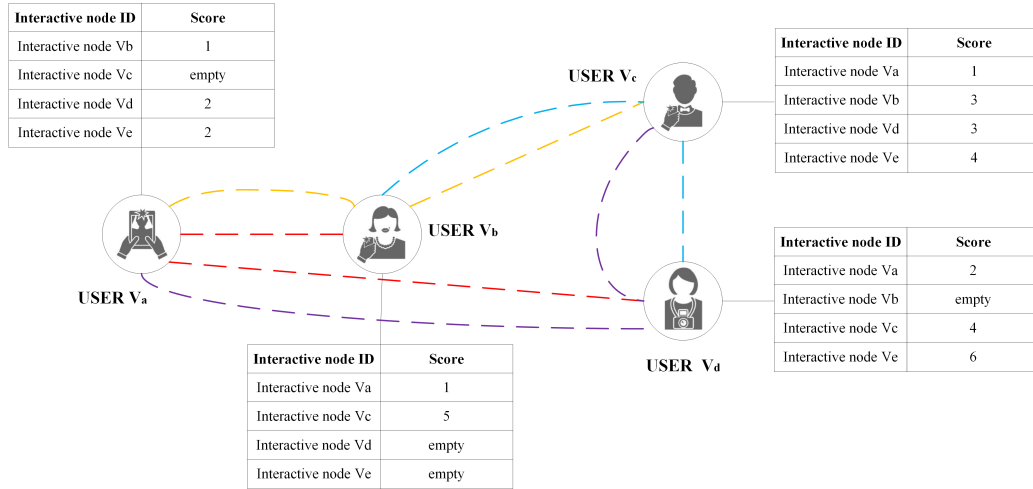 Interactive node ID Score
Interactive node Vb 1
Interactive node Vc empty
Interactive node Vd 2
Interactive node Ve 2
USER Vc
Interactive node ID Score
Interactive node Va 1
Interactive node Vb 3
Interactive node Vd 3
Interactive node Ve 4
USER Vb
USER Va
Interactive node ID Score
Interactive node Va 2
Interactive node Vb empty
Interactive node Vc 4
Interactive node Ve 6
USER Vd
Interactive node ID Score
Interactive node Va 1
Interactive node Vc 5
Interactive node Vd empty
Interactive node Ve empty